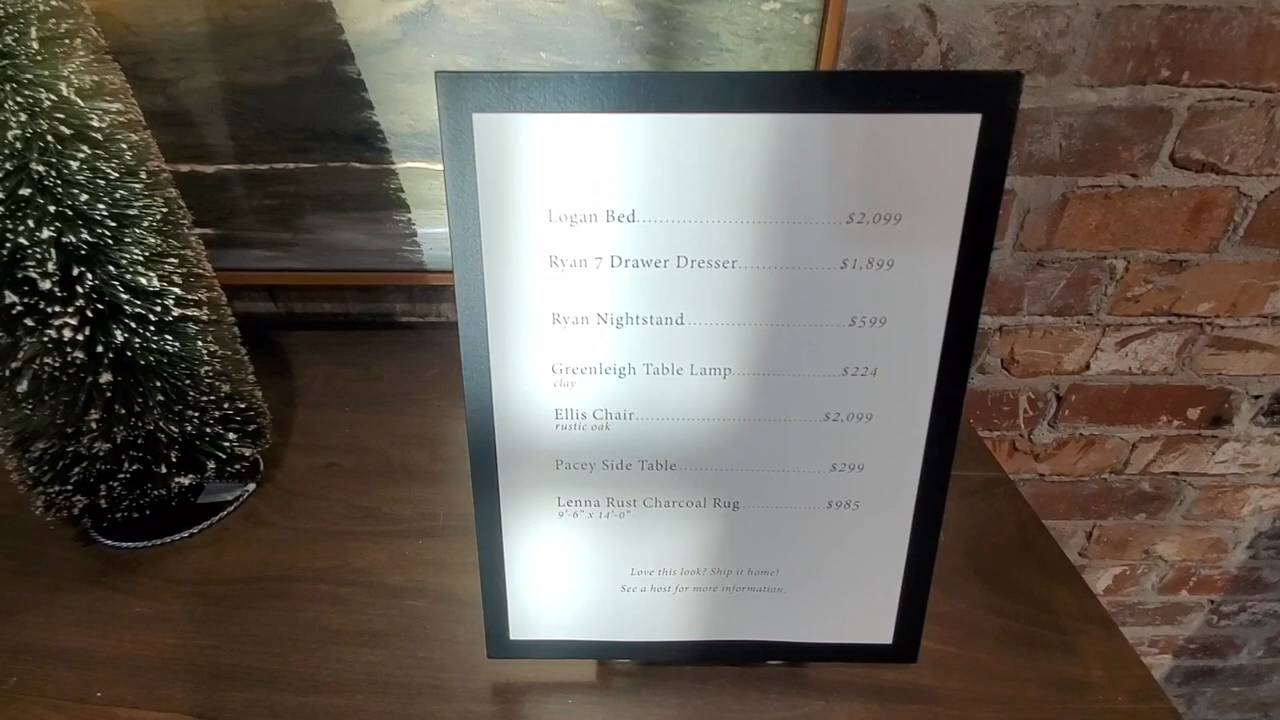 Logan Bed.....................................$2,099
Ryan 7 Drawer Dresser..................$1,899
Ryan Nightstand............................$599
Greenleigh Table Lamp...................$224
clay
Ellis Chair..................................$2,099
rustic oak
Pacey Side Table...........................$299
Lenna Rust Charcoal Rug................$985
9'-6" x 14'-0"
Love this look? Ship it home!
See a host for more information.